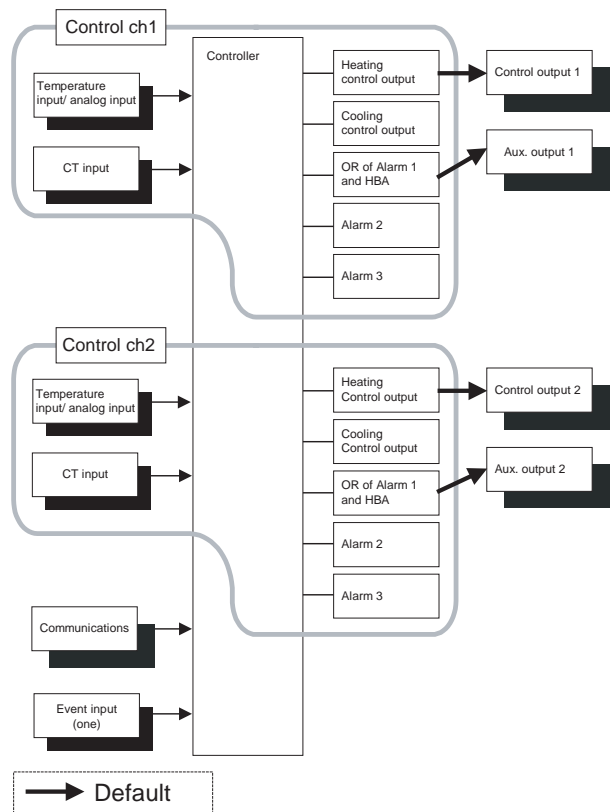 Control ch1
Controller
Temperature
input/ analog input
CT input
Heating
control output
Cooling
control output
OR of Alarm 1
and HBA
Alarm 2
Alarm 3
Control output 1
Aux. output 1
Control ch2
Temperature
input/ analog input
CT input
Heating
Control output
Cooling
Control output
OR of Alarm 1
and HBA
Alarm 2
Alarm 3
Control output 2
Aux. output 2
Communications
Event input
(one)
Default